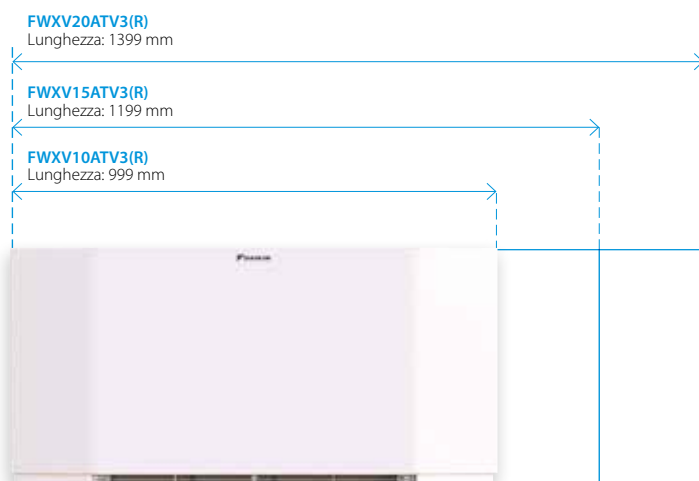 FWXV20ATV3(R)
Lunghezza: 1399 mm
FWXV15ATV3(R)
Lunghezza: 1199 mm
FWXV10ATV3(R)
Lunghezza: 999 mm
DAIKIN